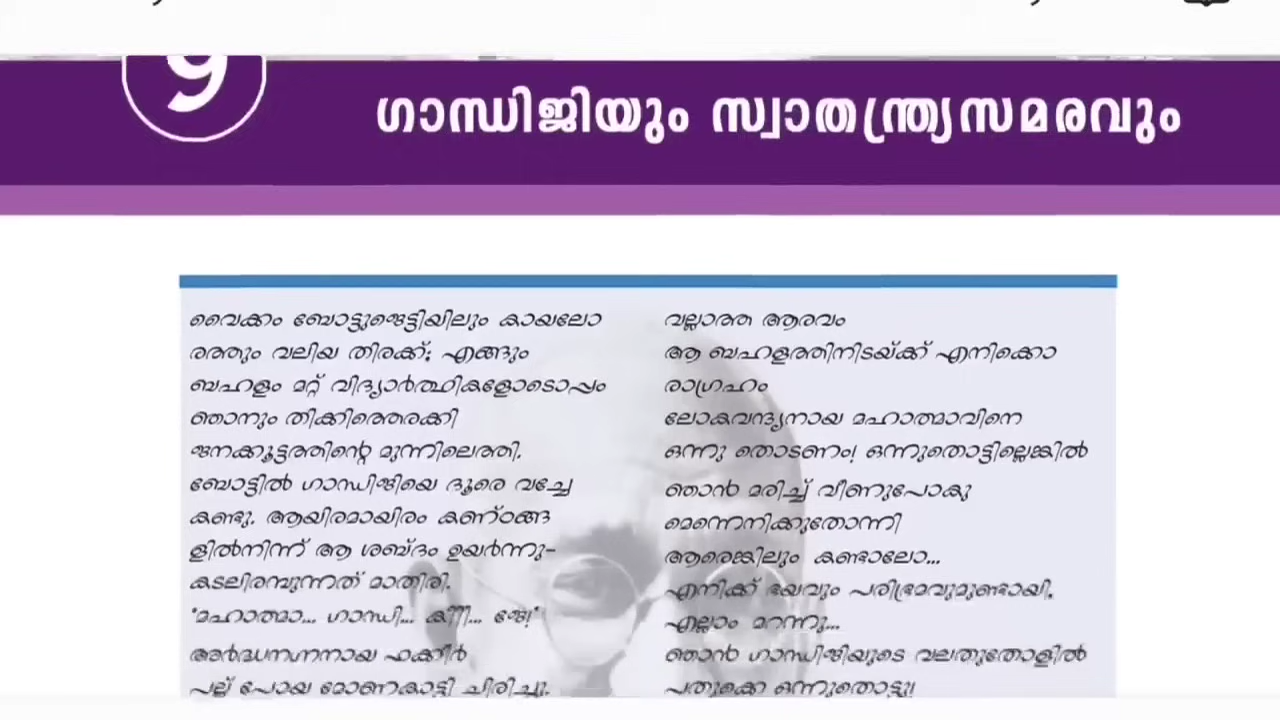 9
ഗാന്ധിജിയും സ്വാതന്ത്ര്യസമരവും
വൈക്കം ബോട്ടുജെട്ടിയിലും കായലോ
രത്തും വലിയ തിരക്ക്; എങ്ങും
ബഹളം മറ്റ് വിദ്യാർത്ഥികളോടൊപ്പം
ഞാനും തിക്കിത്തെരക്കി
ജനക്കൂട്ടത്തിന്റെ മുന്നിലെത്തി.
ബോട്ടിൽ ഗാന്ധിജിയെ ദൂരെ വച്ചേ
കണ്ടു. ആയിരമായിരം കണ്ഠങ്ങ
ളിൽനിന്ന് ആ ശബ്ദം ഉയർന്നു-
കടലിരമ്പുന്നത് മാതിരി.
'മഹാത്മാ... ഗാന്ധി... ജേ!'
അർദ്ധനഗ്നനായ ഫക്കീർ
പല്ല് പോയ മോണകാട്ടി ചിരിച്ചു.
വല്ലാത്ത ആരവം
ആ ബഹളത്തിനിടയ്ക്ക് എനിക്കൊ
രാഗ്രഹം
ലോകവന്ദ്യനായ മഹാത്മാവിനെ
ഒന്നു തൊടണം! ഒന്നുതൊട്ടില്ലെങ്കിൽ
ഞാൻ മരിച്ച് വീണുപോകു
മെന്നെനിക്കുതോന്നി
ആരെങ്കിലും കണ്ടാലോ...
എനിക്ക് ഭയവും പരിഭ്രമവുമുണ്ടായി.
എല്ലാം മറന്നു...
ഞാൻ ഗാന്ധിജിയുടെ വലതുതോളിൽ
പതുക്കെ ഒന്നുതൊട്ടു!